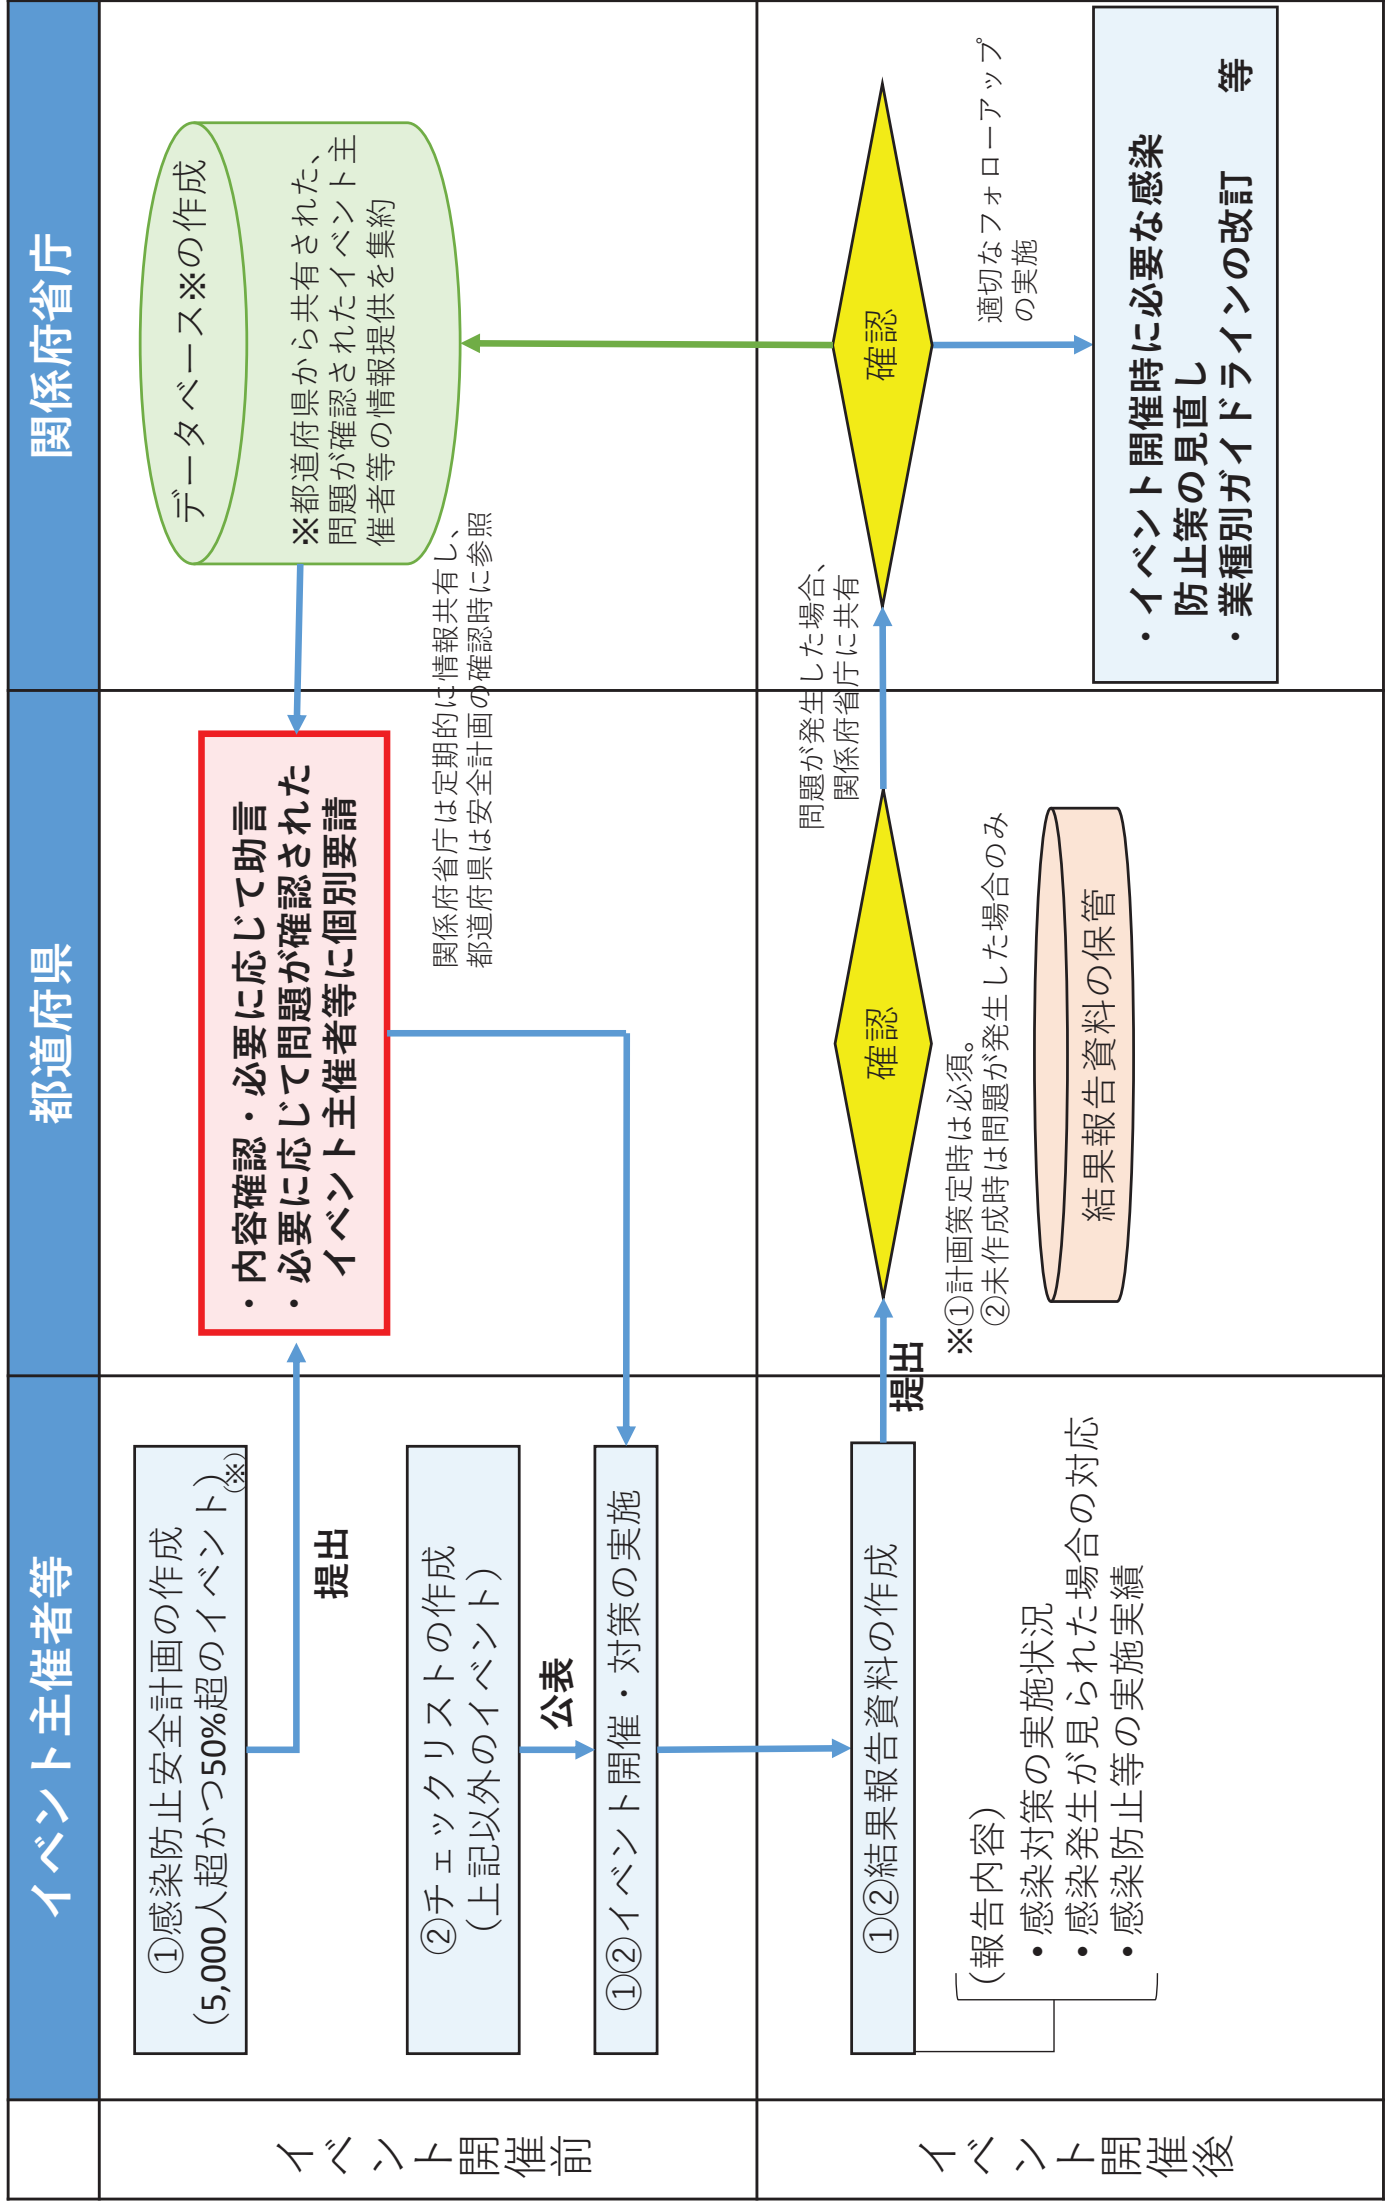 イベント主催者等
都道府県
関係府省庁
イベント開催前
①感染防止安全計画の作成
（5,000人超かつ50%超のイベント）(※)
提出
②チェックリストの作成
（上記以外のイベント）
公表
①②イベント開催・対策の実施
・内容確認・必要に応じて助言
・必要に応じて問題が確認された
イベント主催者等に個別要請
データベース※の作成
※都道府県から共有された、
問題が確認されたイベント主
催者等の情報提供を集約
関係府省庁は定期的に情報共有し、
都道府県は安全計画の確認時に参照
イベント開催後
①②結果報告資料の作成
（報告内容）
・感染対策の実施状況
・感染発生が見られた場合の対応
・感染防止等の実施実績
提出
確認
※①計画策定時は必須。
②未作成時は問題が発生した場合のみ
結果報告資料の保管
問題が発生した場合、
関係府省庁に共有
確認
適切なフォローアップ
の実施
・イベント開催時に必要な感染
防止策の見直し
・業種別ガイドラインの改訂　等